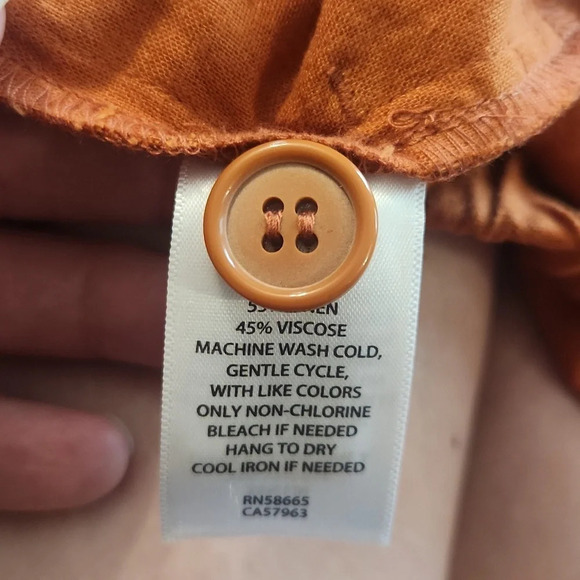 45% VISCOSE
MACHINE WASH COLD,
GENTLE CYCLE,
WITH LIKE COLORS
ONLY NON-CHLORINE
BLEACH IF NEEDED
HANG TO DRY
COOL IRON IF NEEDED
RN58665
CA57963